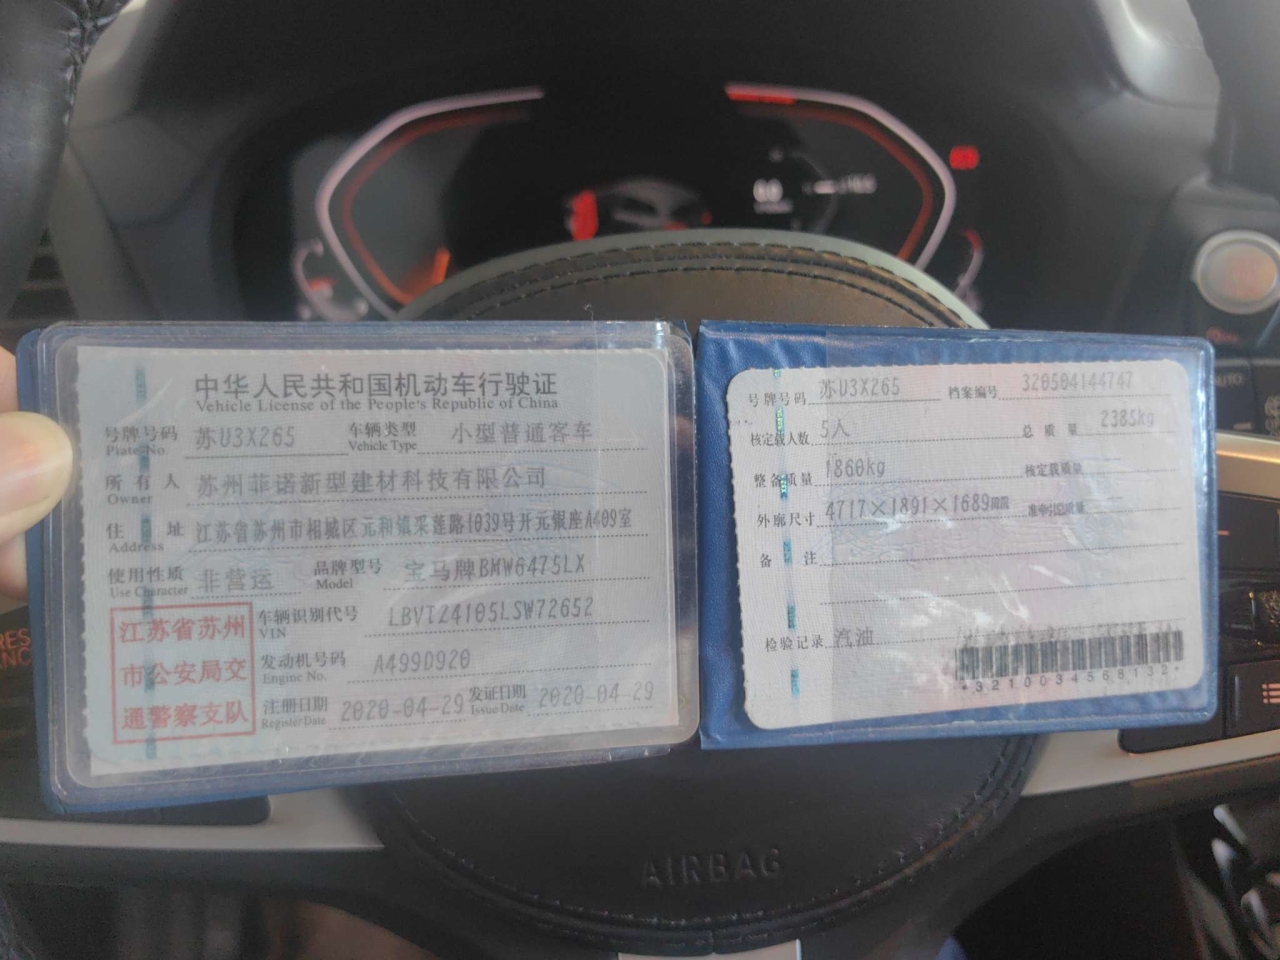 中华人民共和国机动车行驶证
Vehicle License of the People's Republic of China
号牌号码 苏U3X265 车辆类型 小型普通客车
Plate No. Vehicle Type
所有人 苏州菲诺新型建材科技有限公司
Owner
住址 江苏省苏州市相城区元和镇采莲路1039号开元银座A409室
Address
使用性质 非营运 品牌型号 宝马牌BMW6475LX
Use Character Model
江苏省苏州
市公安局交
通警察支队
车辆识别代号 LBVTZ4105LSW72652
VIN
发动机号码 A499D920
Engine No.
注册日期 2020-04-29 发证日期 2020-04-29
Register Date Issue Date
号牌号码 苏U3X265 档案编号 320504144747
核定载人数 5人 总质量 2385kg
整备质量 1860kg 核定载质量
外廓尺寸 4717×1891×1689mm 准牵引总质量
备注
检验记录 汽油
*3210034568132*
AIRBAG
AUTO